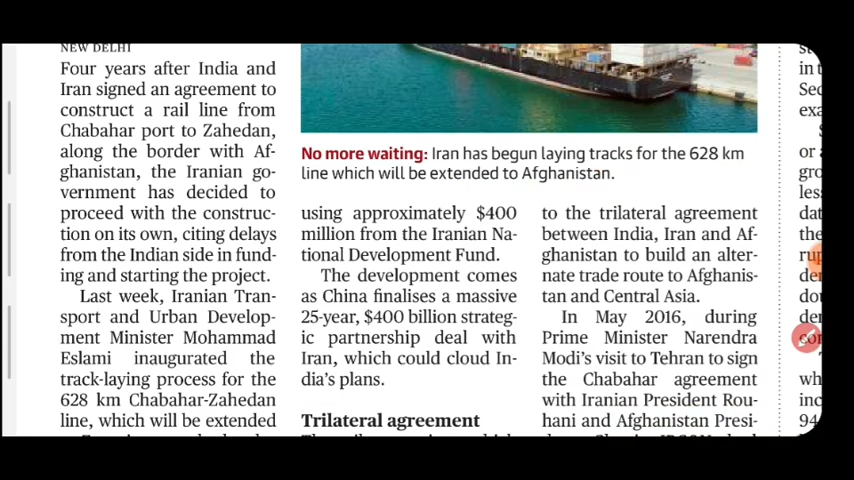 NEW DELHI
Four years after India and
Iran signed an agreement to
construct a rail line from
Chabahar port to Zahedan,
along the border with Af-
ghanistan, the Iranian go-
vernment has decided to
proceed with the construc-
tion on its own, citing delays
from the Indian side in fund-
ing and starting the project.
Last week, Iranian Tran-
sport and Urban Develop-
ment Minister Mohammad
Eslami inaugurated the
track-laying process for the
628 km Chabahar-Zahedan
line, which will be extended
No more waiting: Iran has begun laying tracks for the 628 km
line which will be extended to Afghanistan.
using approximately $400
million from the Iranian Na-
tional Development Fund.
The development comes
as China finalises a massive
25-year, $400 billion strateg-
ic partnership deal with
Iran, which could cloud In-
dia's plans.
Trilateral agreement
to the trilateral agreement
between India, Iran and Af-
ghanistan to build an alter-
nate trade route to Afghanis-
tan and Central Asia.
In May 2016, during
Prime Minister Narendra
Modi's visit to Tehran to sign
the Chabahar agreement
with Iranian President Rou-
hani and Afghanistan Presi-